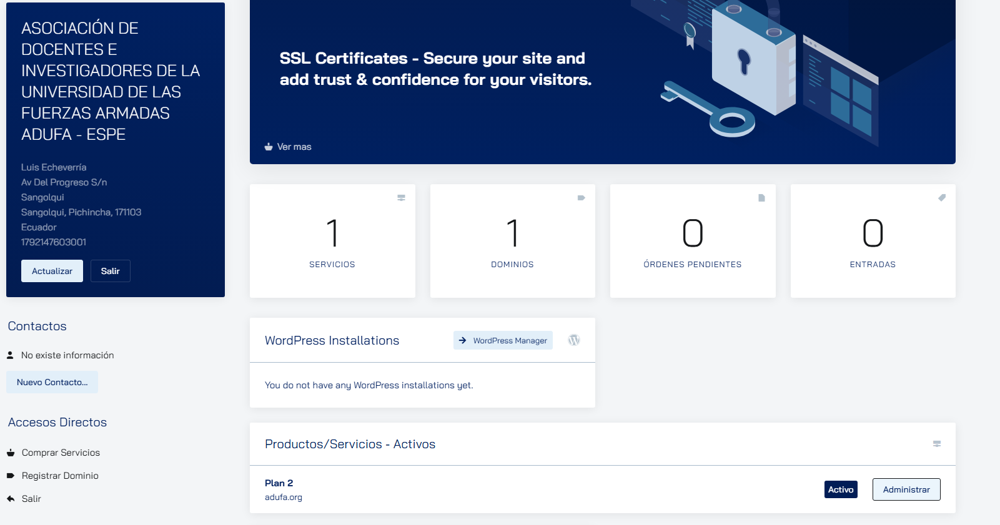 ASOCIACIÓN DE
DOCENTES E
INVESTIGADORES DE LA
UNIVERSIDAD DE LAS
FUERZAS ARMADAS
ADUFA - ESPE
Luis Echeverría
Av Del Progreso S/n
Sangolqui
Sangolqui, Pichincha, 171103
Ecuador
1792147603001
Actualizar
Salir
Contactos
No existe información
Nuevo Contacto...
Accesos Directos
Comprar Servicios
Registrar Dominio
Salir
SSL Certificates - Secure your site and
add trust & confidence for your visitors.
Ver mas
1
SERVICIOS
1
DOMINIOS
0
ÓRDENES PENDIENTES
0
ENTRADAS
WordPress Installations
WordPress Manager
You do not have any WordPress installations yet.
Productos/Servicios - Activos
Plan 2
adufa.org
Activo
Administrar